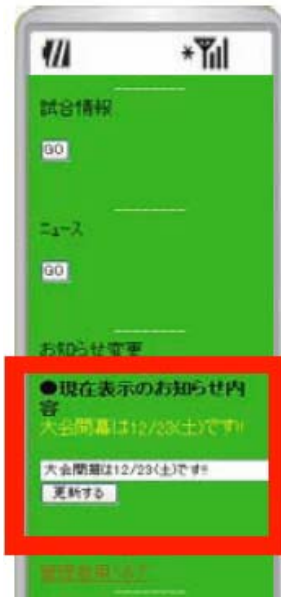 試合情報
GO
ニュース
GO
お知らせ変更
●現在表示のお知らせ内
容
大会開幕は12/23(土)です!!
大会開幕は12/23(土)です!!
更新する